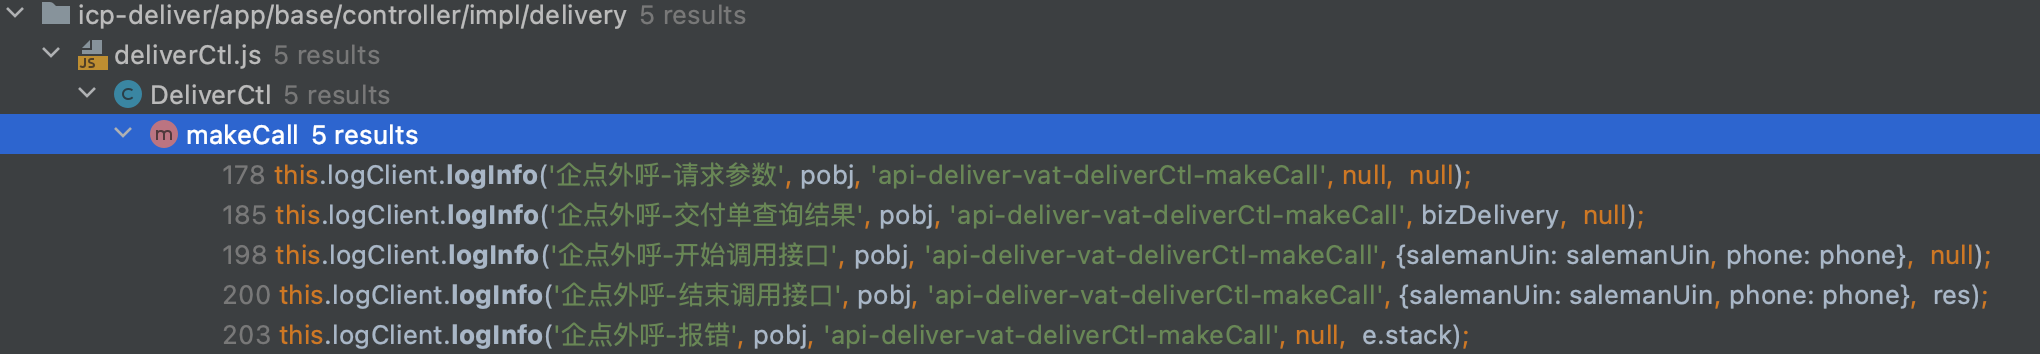 icp-deliver/app/base/controller/impl/delivery 5 results
JS deliverCtl.js 5 results
C DeliverCtl 5 results
m makeCall 5 results
178 this.logClient.logInfo('企点外呼-请求参数', pobj, 'api-deliver-vat-deliverCtl-makeCall', null, null);
185 this.logClient.logInfo('企点外呼-交付单查询结果', pobj, 'api-deliver-vat-deliverCtl-makeCall', bizDelivery, null);
198 this.logClient.logInfo('企点外呼-开始调用接口', pobj, 'api-deliver-vat-deliverCtl-makeCall', {salemanUin: salemanUin, phone: phone}, null);
200 this.logClient.logInfo('企点外呼-结束调用接口', pobj, 'api-deliver-vat-deliverCtl-makeCall', {salemanUin: salemanUin, phone: phone}, res);
203 this.logClient.logInfo('企点外呼-报错', pobj, 'api-deliver-vat-deliverCtl-makeCall', null, e.stack);